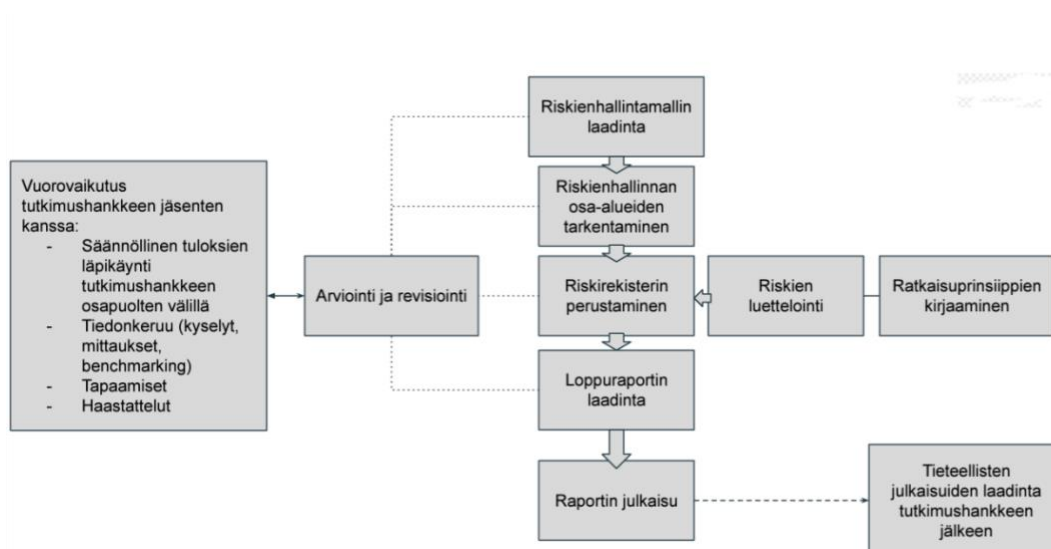 Riskienhallintamallin
laadinta
Riskienhallinnan
osa-alueiden
tarkentaminen
Vuorovaikutus
tutkimushankkeen jäsenten
kanssa:
- Säännöllinen tuloksien
läpikäynti
tutkimushankkeen
osapuolten välillä
- Tiedonkeruu (kyselyt,
mittaukset,
benchmarking)
- Tapaamiset
- Haastattelut
Arviointi ja revisiointi
Riskirekisterin
perustaminen
Riskien
luettelointi
Ratkaisuprinsiippien
kirjaaminen
Loppuraportin
laadinta
Raportin julkaisu
Tieteellisten
julkaisuiden laadinta
tutkimushankkeen
jälkeen